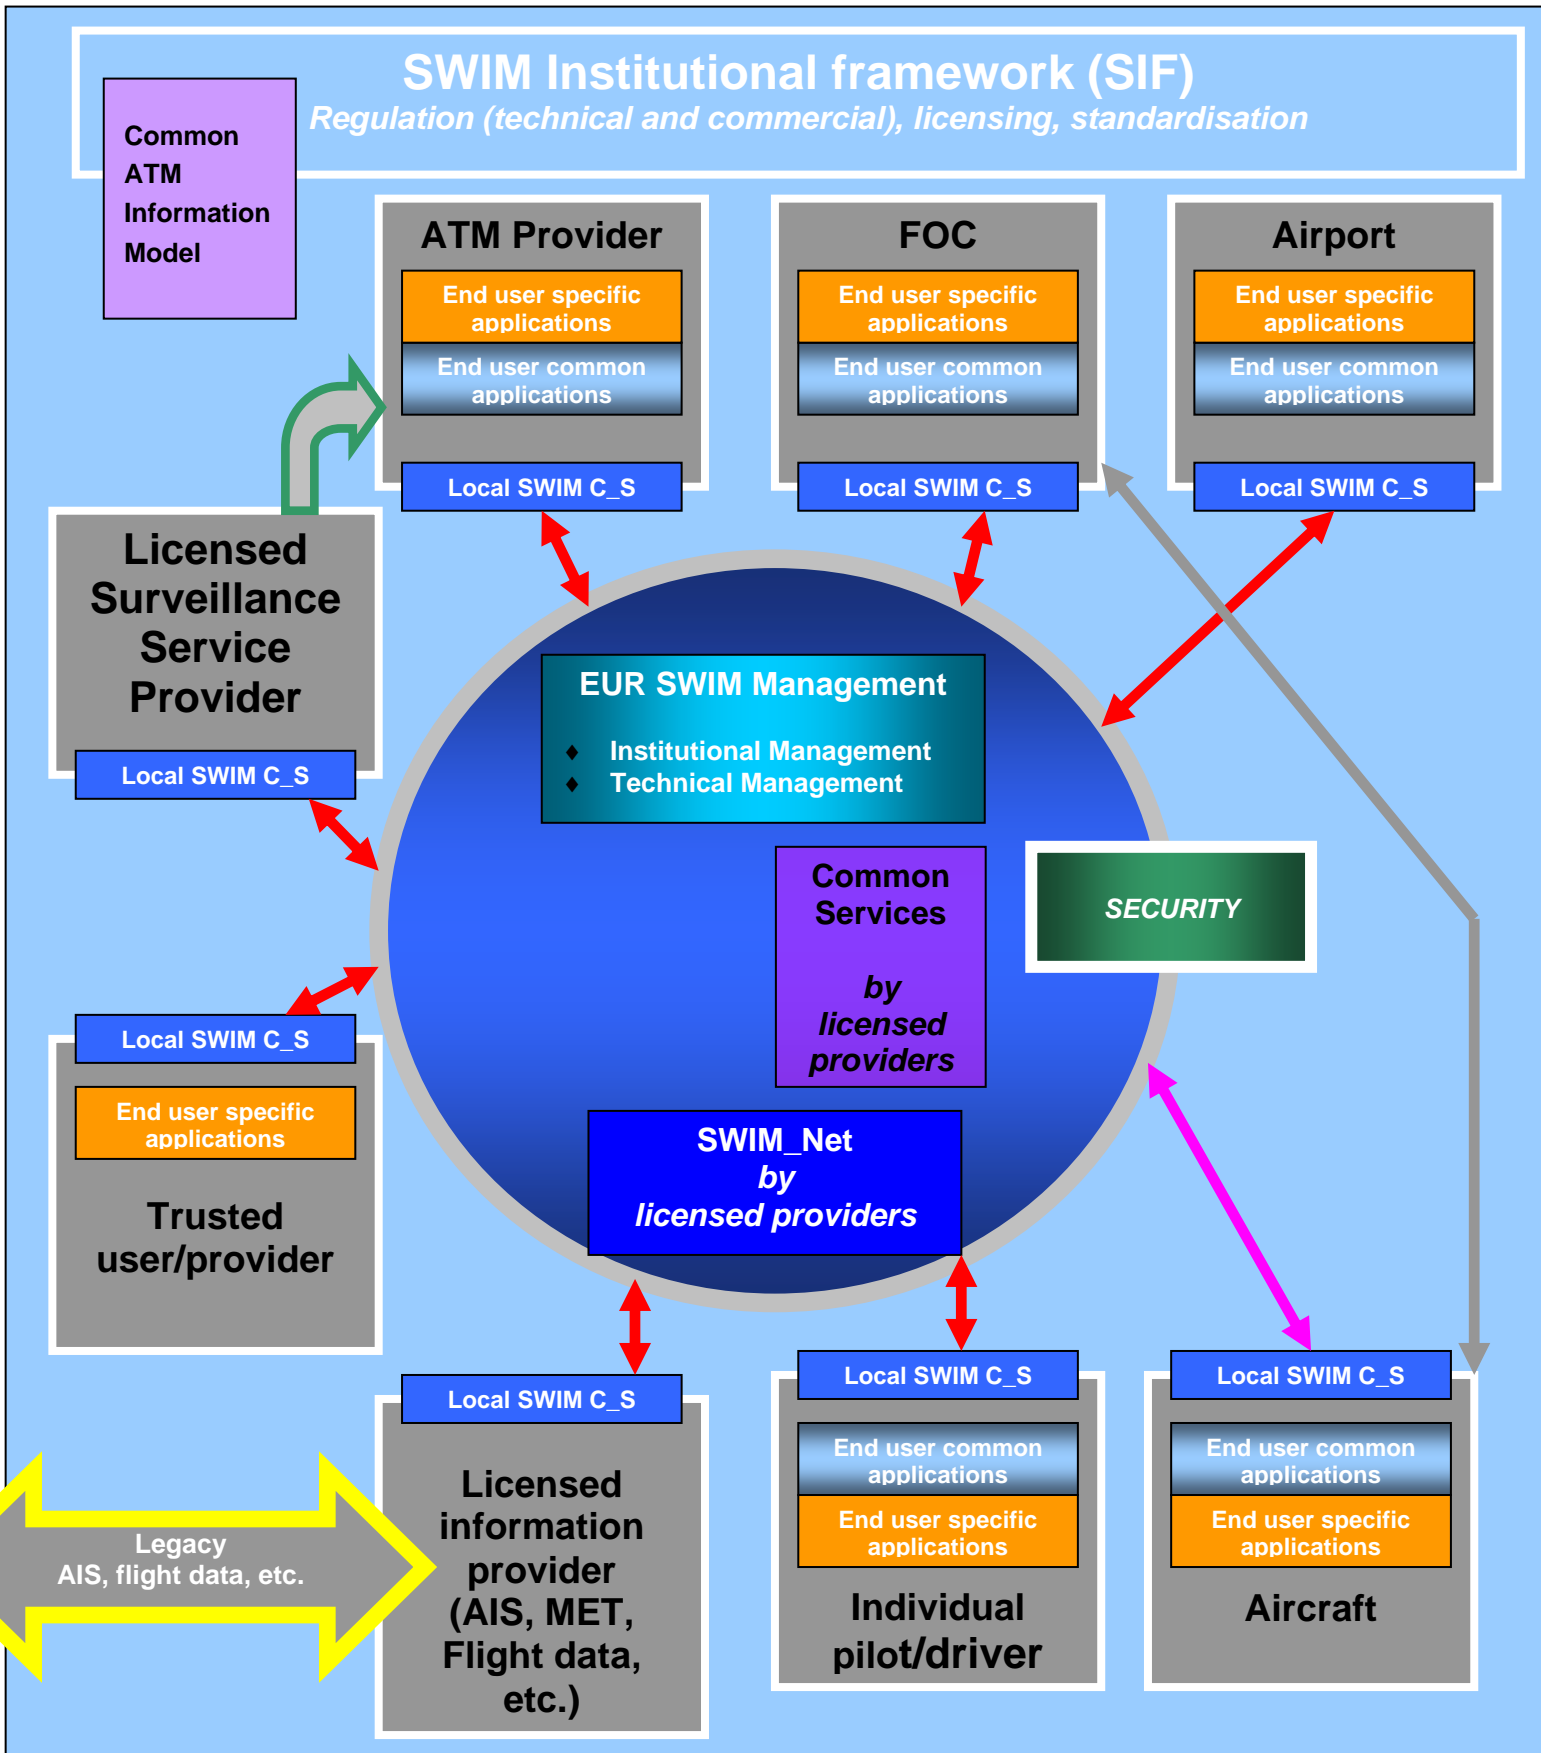 SWIM Institutional framework (SIF)
Regulation (technical and commercial), licensing, standardisation
Common
ATM
Information
Model
ATM Provider
End user specific
applications
End user common
applications
Local SWIM C_S
FOC
End user specific
applications
End user common
applications
Local SWIM C_S
Airport
End user specific
applications
End user common
applications
Local SWIM C_S
Licensed
Surveillance
Service
Provider
Local SWIM C_S
EUR SWIM Management
♦ Institutional Management
♦ Technical Management
Common
Services
by
licensed
providers
SECURITY
SWIM_Net
by
licensed providers
Local SWIM C_S
End user specific
applications
Trusted
user/provider
Legacy
AIS, flight data, etc.
Local SWIM C_S
Licensed
information
provider
(AIS, MET,
Flight data,
etc.)
Local SWIM C_S
End user common
applications
End user specific
applications
Individual
pilot/driver
Local SWIM C_S
End user common
applications
End user specific
applications
Aircraft